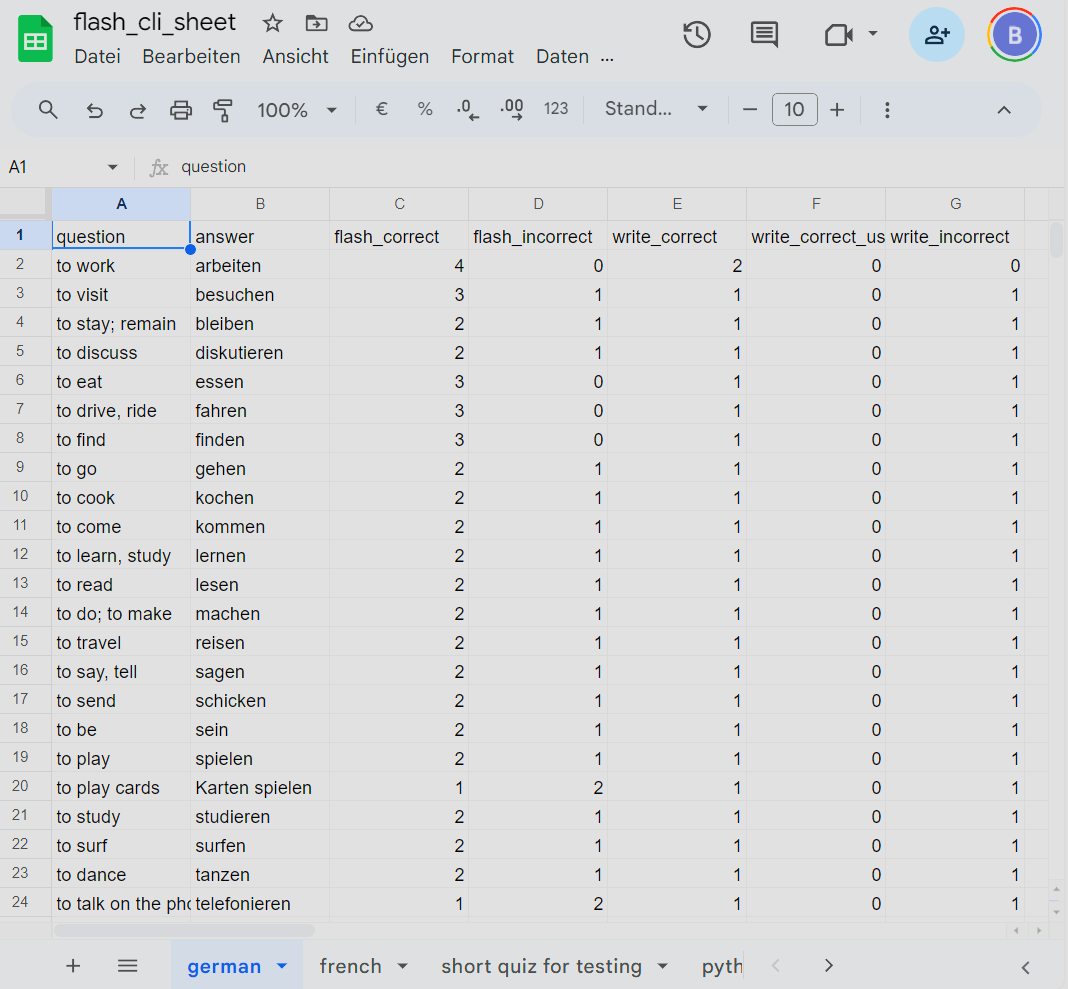 flash_cli_sheet
Datei Bearbeiten Ansicht Einfügen Format Daten ...
B
100% € % .0 .00 123 Stand... 10
A1 fx question
A B C D E F G
1 question answer flash_correct flash_incorrect write_correct write_correct_us write_incorrect
2 to work arbeiten 4 0 2 0 0
3 to visit besuchen 3 1 1 0 1
4 to stay; remain bleiben 2 1 1 0 1
5 to discuss diskutieren 2 1 1 0 1
6 to eat essen 3 0 1 0 1
7 to drive, ride fahren 3 0 1 0 1
8 to find finden 3 0 1 0 1
9 to go gehen 2 1 1 0 1
10 to cook kochen 2 1 1 0 1
11 to come kommen 2 1 1 0 1
12 to learn, study lernen 2 1 1 0 1
13 to read lesen 2 1 1 0 1
14 to do; to make machen 2 1 1 0 1
15 to travel reisen 2 1 1 0 1
16 to say, tell sagen 2 1 1 0 1
17 to send schicken 2 1 1 0 1
18 to be sein 2 1 1 0 1
19 to play spielen 2 1 1 0 1
20 to play cards Karten spielen 1 2 1 0 1
21 to study studieren 2 1 1 0 1
22 to surf surfen 2 1 1 0 1
23 to dance tanzen 2 1 1 0 1
24 to talk on the pho telefonieren 1 2 1 0 1
german french short quiz for testing pyth